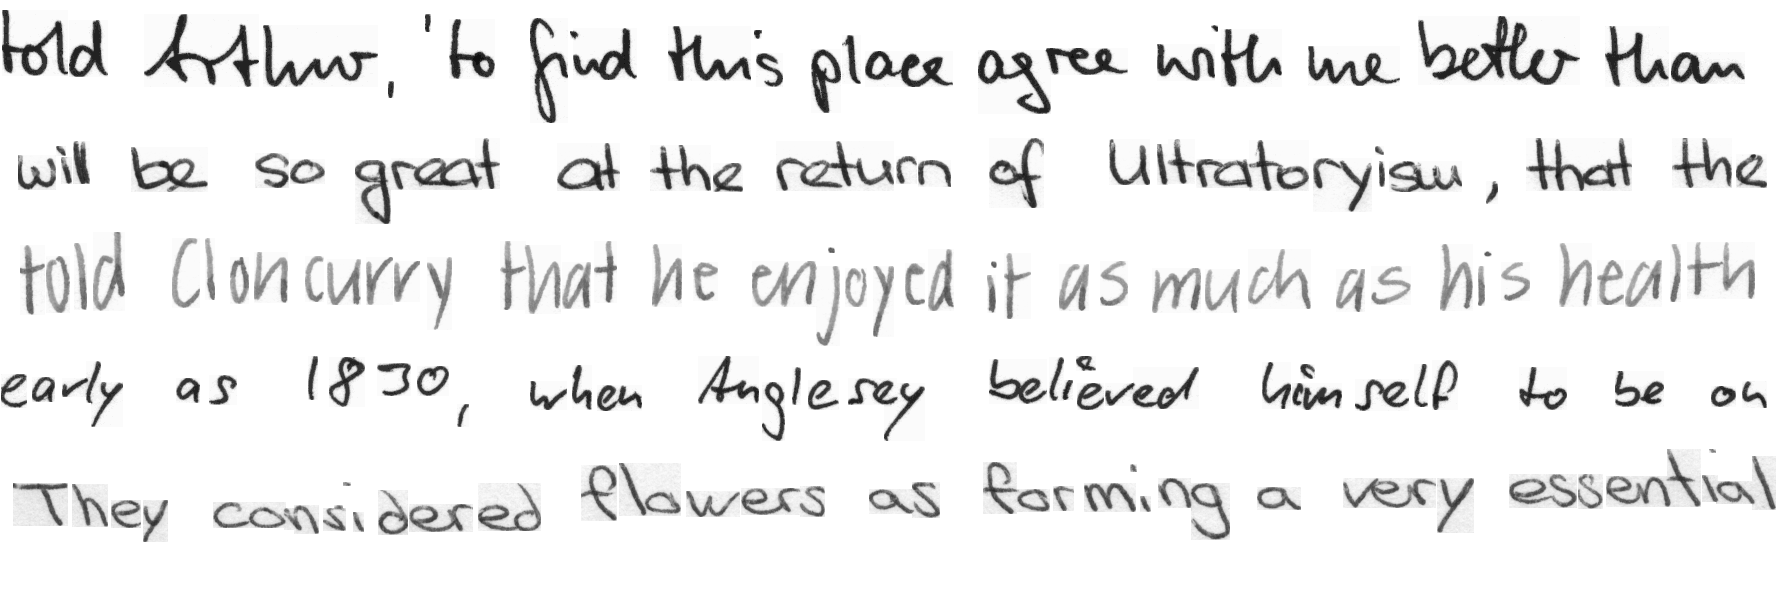 told Arthur, 'to find this place agree with me better than
will be so great at the return of Ultratoryism, that the
told Cloncurry that he enjoyed it as much as his health
early as 1830, when Anglesey believed himself to be on
They considered flowers as forming a very essential